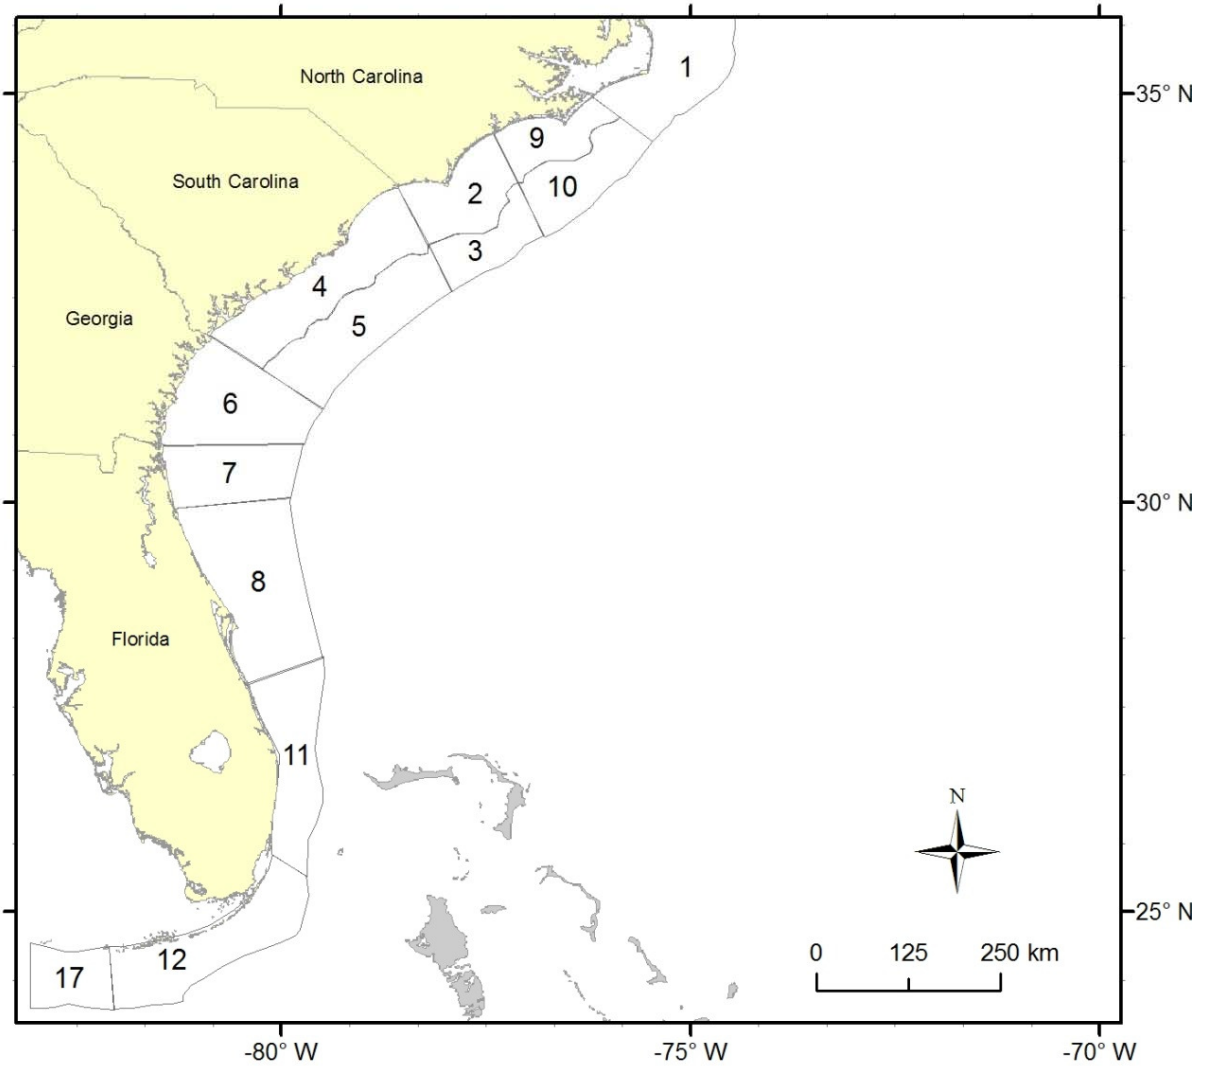 1
North Carolina
35° N
9
South Carolina
10
2
3
4
Georgia
5
6
7
30° N
8
Florida
11
N
25° N
12
0 125 250 km
17
-80° W -75° W -70° W